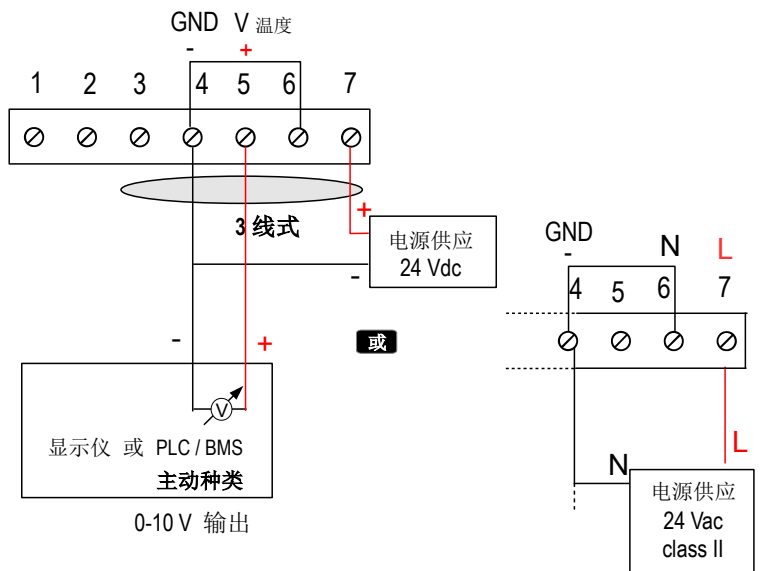 GND V 温度
- +
1 2 3 4 5 6 7
3 线式
+
电源供应
24 Vdc
-
- +
或
显示仪 或 PLC / BMS
主动种类
0-10 V 输出
GND
- N L
4 5 6 7
L
N
电源供应
24 Vac
class II
V